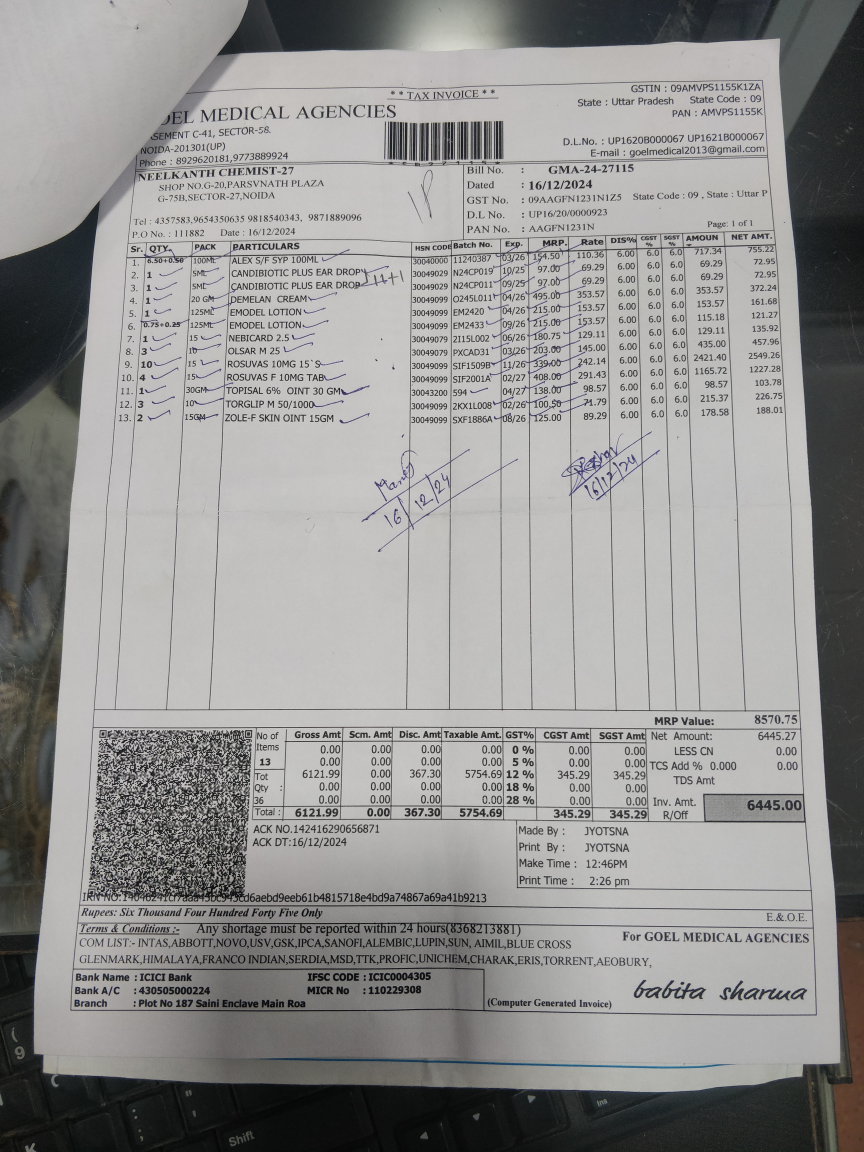 * * TAX INVOICE * *
GSTIN : 09AMVPS1155K1ZA
State : Uttar Pradesh State Code : 09
PAN : AMVPS1155K
OEL MEDICAL AGENCIES
ASEMENT C-41, SECTOR-58.
NOIDA-201301(UP)
Phone : 8929620181,9773889924
D.L.No. : UP1620B000067 UP1621B000067
E-mail : goelmedical2013@gmail.com
NEELKANTH CHEMIST-27
SHOP NO.G-20,PARSVNATH PLAZA
G-75B,SECTOR-27,NOIDA
Tel : 4357583,9654350635 9818540343, 9871889096
P.O No. : 111882 Date : 16/12/2024
Bill No. : GMA-24-27115
Dated : 16/12/2024
GST No. : 09AAGFN1231N1Z5 State Code : 09 , State : Uttar P
D.L No. : UP16/20/0000923
PAN No. : AAGFN1231N
Page: 1 of 1
Sr. QTY. PACK PARTICULARS HSN CODE Batch No. Exp. MRP. Rate DIS% CGST % SGST % AMOUN NET AMT.
1. 6.50+0.50 100ML ALEX S/F SYP 100ML 30040000 11240387 03/26 154.50 110.36 6.00 6.0 6.0 717.34 755.22
2. 1 5ML CANDIBIOTIC PLUS EAR DROP 30049029 N24CP019 10/25 97.00 69.29 6.00 6.0 6.0 69.29 72.95
3. 1 5ML CANDIBIOTIC PLUS EAR DROP 30049029 N24CP011 09/25 97.00 69.29 6.00 6.0 6.0 69.29 72.95
4. 1 20 GM DEMELAN CREAM 30049099 O245L011 04/26 495.00 353.57 6.00 6.0 6.0 353.57 372.24
5. 1 125ML EMODEL LOTION 30049099 EM2420 04/26 215.00 153.57 6.00 6.0 6.0 153.57 161.68
6. 0.75+0.25 125ML EMODEL LOTION 30049099 EM2433 09/26 215.00 153.57 6.00 6.0 6.0 115.18 121.27
7. 1 15 NEBICARD 2.5 30049079 2I15L002 06/26 180.75 129.11 6.00 6.0 6.0 129.11 135.92
8. 3 10 OLSAR M 25 30049079 PXCAD31 03/26 203.00 145.00 6.00 6.0 6.0 435.00 457.96
9. 10 15 ROSUVAS 10MG 15`S 30049099 SIF1509B 11/26 339.00 242.14 6.00 6.0 6.0 2421.40 2549.26
10. 4 15 ROSUVAS F 10MG TAB 30049099 SIF2001A 02/27 408.00 291.43 6.00 6.0 6.0 1165.72 1227.28
11. 1 30GM TOPISAL 6% OINT 30 GM 30043200 594 04/27 138.00 98.57 6.00 6.0 6.0 98.57 103.78
12. 3 10 TORGLIP M 50/1000 30049099 2KX1L008 02/26 100.50 71.79 6.00 6.0 6.0 215.37 226.75
13. 2 15GM ZOLE-F SKIN OINT 15GM 30049099 SXF1886A 08/26 125.00 89.29 6.00 6.0 6.0 178.58 188.01
1+1
16/12/24
16/12/24
MRP Value: 8570.75
No of Items Gross Amt Scm. Amt Disc. Amt Taxable Amt. GST% CGST Amt SGST Amt
0.00 0.00 0.00 0.00 0 % 0.00 0.00
13 0.00 0.00 0.00 0.00 5 % 0.00 0.00
Tot 6121.99 0.00 367.30 5754.69 12 % 345.29 345.29
Qty : 0.00 0.00 0.00 0.00 18 % 0.00 0.00
36 0.00 0.00 0.00 0.00 28 % 0.00 0.00
Total : 6121.99 0.00 367.30 5754.69 345.29 345.29
Net Amount: 6445.27
LESS CN 0.00
TCS Add % 0.000 0.00
TDS Amt
Inv. Amt. 6445.00
R/Off
ACK NO.142416290656871
ACK DT:16/12/2024
Made By : JYOTSNA
Print By : JYOTSNA
Make Time : 12:46PM
Print Time : 2:26 pm
Rupees: Six Thousand Four Hundred Forty Five Only
E.&O.E.
Terms & Conditions :- Any shortage must be reported within 24 hours(8368213881)
COM LIST:- INTAS,ABBOTT,NOVO,USV,GSK,IPCA,SANOFI,ALEMBIC,LUPIN,SUN, AIMIL,BLUE CROSS
GLENMARK,HIMALAYA,FRANCO INDIAN,SERDIA,MSD,TTK,PROFIC,UNICHEM,CHARAK,ERIS,TORRENT,AEOBURY,
For GOEL MEDICAL AGENCIES
Bank Name : ICICI Bank IFSC CODE : ICIC0004305
Bank A/C : 430505000224 MICR No : 110229308
Branch : Plot No 187 Saini Enclave Main Roa
(Computer Generated Invoice)
babita sharma
Shift